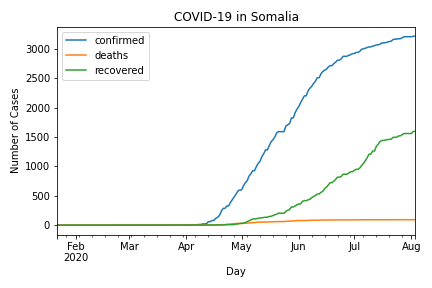 COVID-19 in Somalia
confirmed
deaths
recovered
Number of Cases
3000
2500
2000
1500
1000
500
0
Feb Mar Apr May Jun Jul Aug
2020
Day